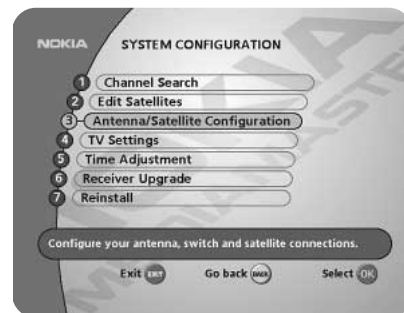 NOKIA
SYSTEM CONFIGURATION
1 Channel Search
2 Edit Satellites
3 Antenna/Satellite Configuration
4 TV Settings
5 Time Adjustment
6 Receiver Upgrade
7 Reinstall
Configure your antenna, switch and satellite connections.
Exit EXIT Go back BACK Select OK
NOKIA
MEDIAMASTER